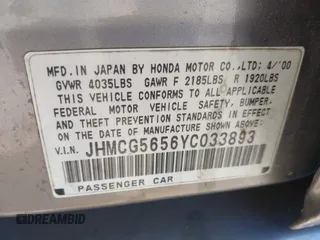 MFD. IN JAPAN BY HONDA MOTOR CO.,LTD; 4/'00
GVWR 4035LBS GAWR F 2185LBS R 1920LBS
THIS VEHICLE CONFORMS TO ALL APPLICABLE
FEDERAL MOTOR VEHICLE SAFETY, BUMPER,
AND THEFT PREVENTION STANDARDS IN EFFECT
ON THE DATE OF MANUFACTURE SHOWN ABOVE.
V.I.N. JHMCG5656YC033893
PASSENGER CAR
©DREAMBID